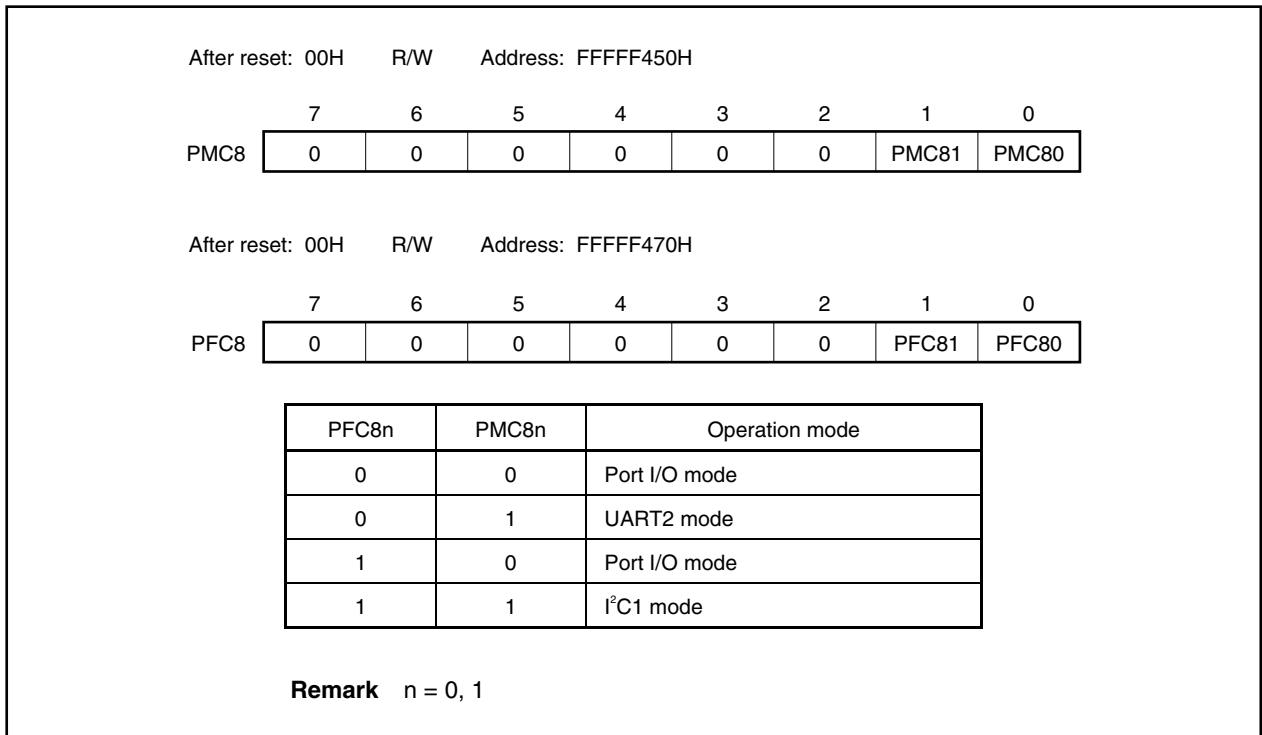 After reset: 00H R/W Address: FFFFF450H
7 6 5 4 3 2 1 0
PMC8 0 0 0 0 0 0 PMC81 PMC80
After reset: 00H R/W Address: FFFFF470H
7 6 5 4 3 2 1 0
PFC8 0 0 0 0 0 0 PFC81 PFC80
PFC8n PMC8n Operation mode
0 0 Port I/O mode
0 1 UART2 mode
1 0 Port I/O mode
1 1 I²C1 mode
Remark n = 0, 1